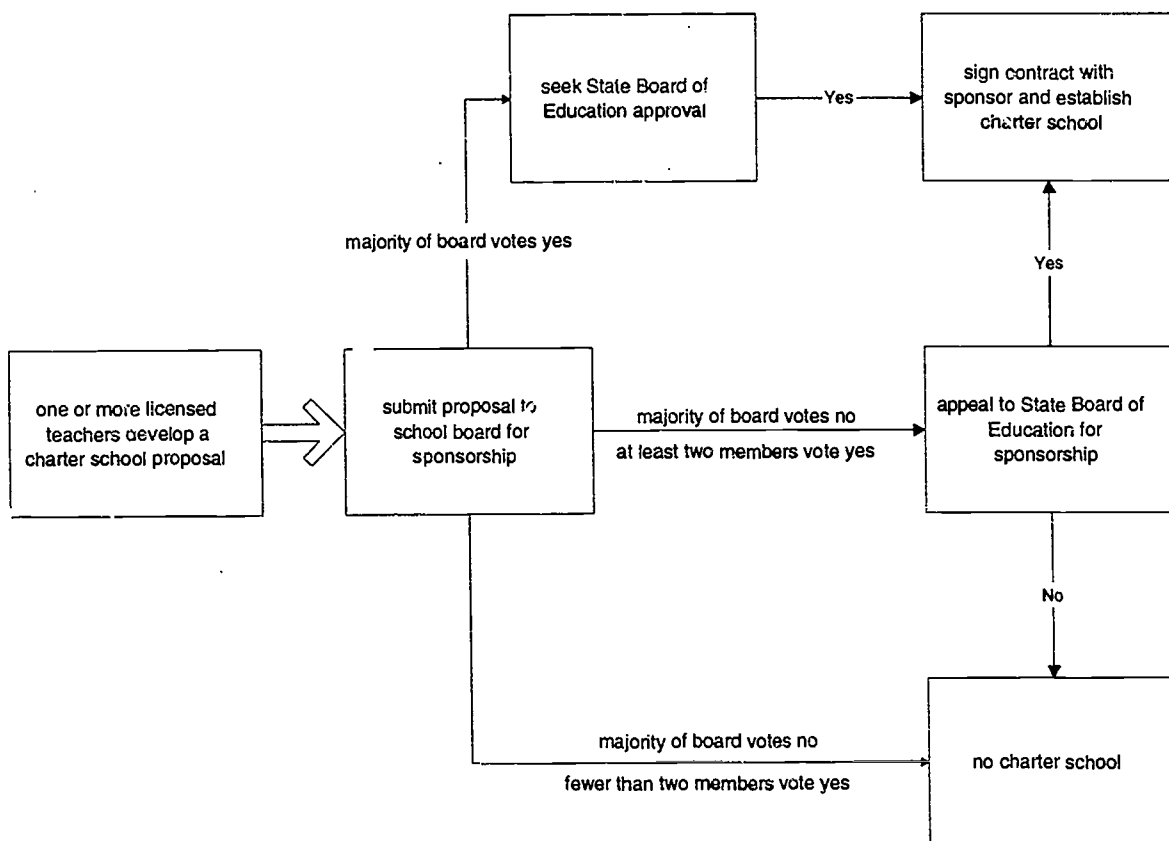 seek State Board of
Education approval
Yes
sign contract with
sponsor and establish
charter school
majority of board votes yes
Yes
one or more licensed
teachers develop a
charter school proposal
submit proposal to
school board for
sponsorship
majority of board votes no
at least two members vote yes
appeal to State Board of
Education for
sponsorship
No
majority of board votes no
fewer than two members vote yes
no charter school